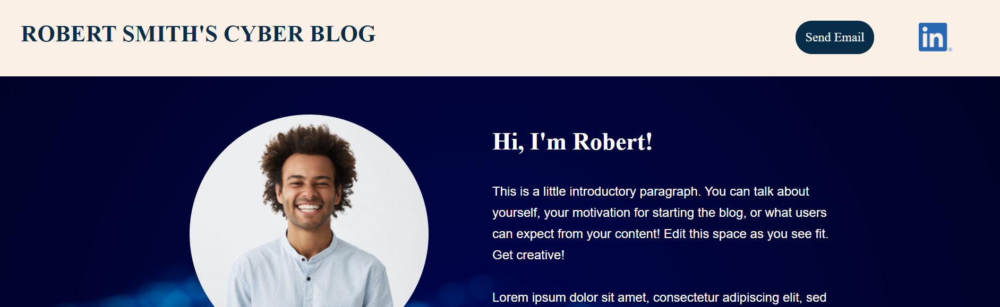 ROBERT SMITH'S CYBER BLOG
Send Email
in
Hi, I'm Robert!
This is a little introductory paragraph. You can talk about
yourself, your motivation for starting the blog, or what users
can expect from your content! Edit this space as you see fit.
Get creative!
Lorem ipsum dolor sit amet, consectetur adipiscing elit, sed